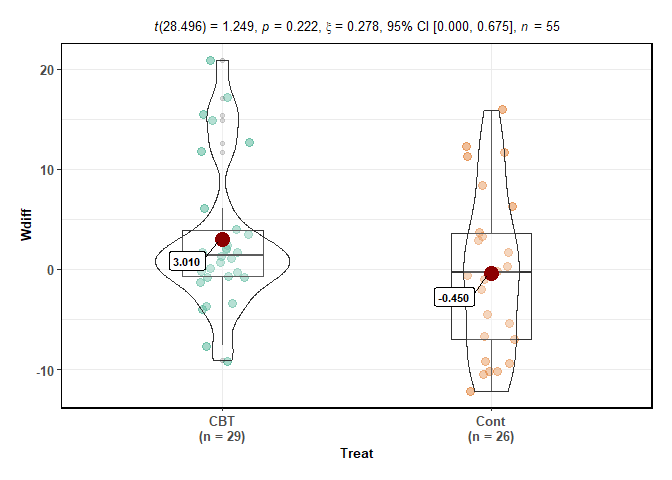 t(28.496) = 1.249, p = 0.222, ξ = 0.278, 95% CI [0.000, 0.675], n = 55
Wdiff
20
10
0
-10
3.010
-0.450
CBT
(n = 29)
Cont
(n = 26)
Treat